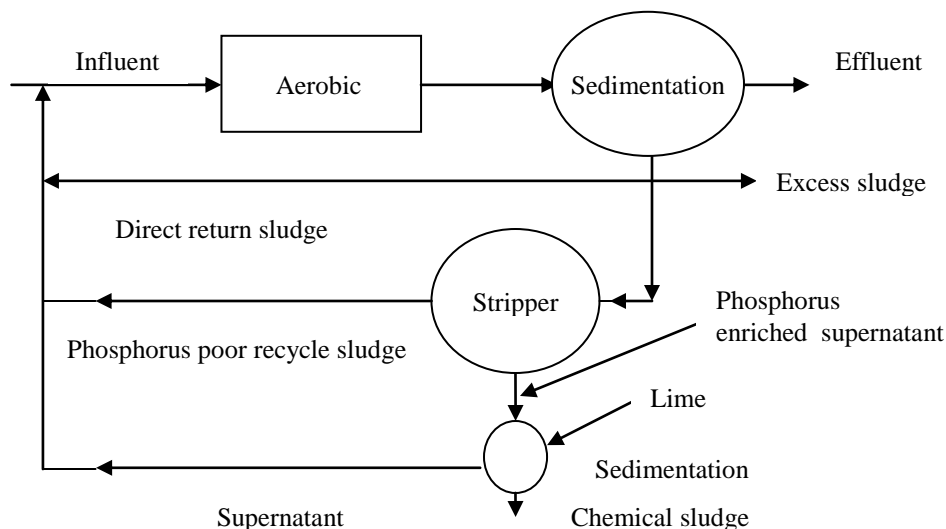 Influent
Aerobic
Sedimentation
Effluent
Excess sludge
Direct return sludge
Stripper
Phosphorus
enriched supernatant
Phosphorus poor recycle sludge
Lime
Sedimentation
Supernatant
Chemical sludge